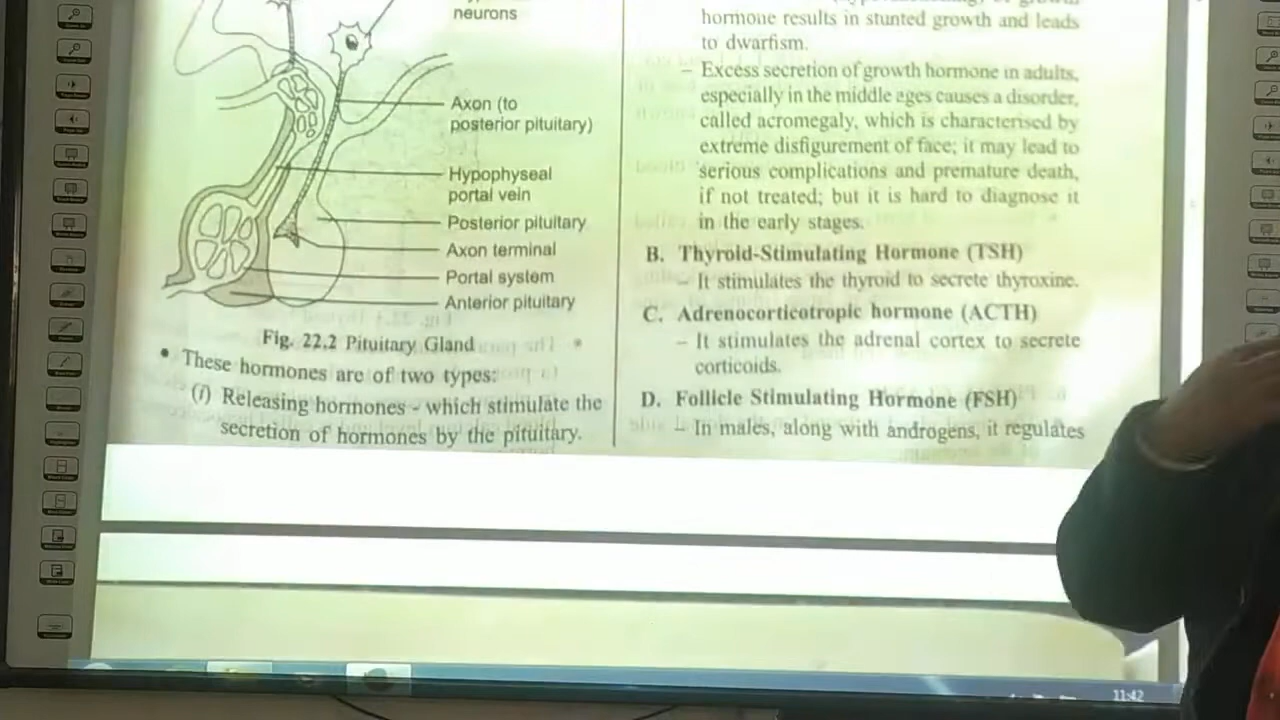 neurons
Axon (to
posterior pituitary)
Hypophyseal
portal vein
Posterior pituitary
Axon terminal
Portal system
Anterior pituitary
Fig. 22.2 Pituitary Gland
• These hormones are of two types:
(i) Releasing hormones - which stimulate the
secretion of hormones by the pituitary.
hormone results in stunted growth and leads
to dwarfism.
– Excess secretion of growth hormone in adults,
especially in the middle ages causes a disorder,
called acromegaly, which is characterised by
extreme disfigurement of face; it may lead to
serious complications and premature death,
if not treated; but it is hard to diagnose it
in the early stages.
B. Thyroid-Stimulating Hormone (TSH)
– It stimulates the thyroid to secrete thyroxine.
C. Adrenocorticotropic hormone (ACTH)
– It stimulates the adrenal cortex to secrete
corticoids.
D. Follicle Stimulating Hormone (FSH)
– In males, along with androgens, it regulates
11:42